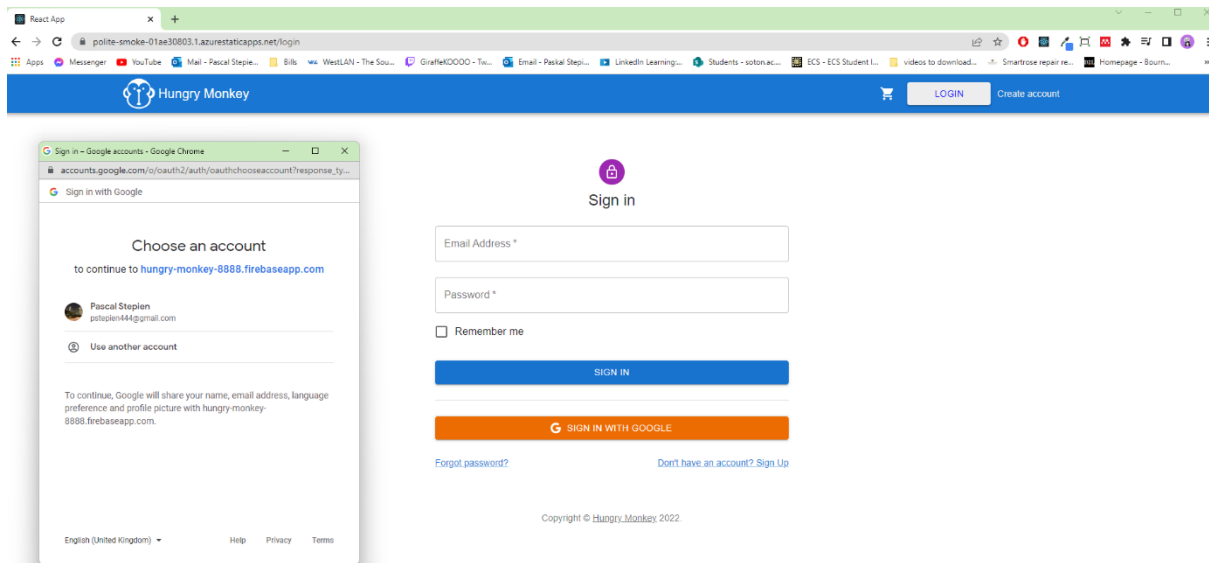 React App
polite-smoke-01ae30803.1.azurestaticapps.net/login
Apps Messenger YouTube Mail - Pascal Stepie... Bills WestLAN - The Sou... GiraffeKOOOO - Tw... Email - Paskal Stepi... LinkedIn Learning:... Students - soton.ac... ECS - ECS Student I... videos to download... Smartrose repair re... Homepage - Bourn...
Hungry Monkey LOGIN Create account
Sign in – Google accounts - Google Chrome
accounts.google.com/o/oauth2/auth/oauthchooseaccount?response_ty...
Sign in with Google
Choose an account
to continue to hungry-monkey-8888.firebaseapp.com
Pascal Stepien
pstepien444@gmail.com
Use another account
To continue, Google will share your name, email address, language
preference and profile picture with hungry-monkey-
8888.firebaseapp.com.
English (United Kingdom) Help Privacy Terms
Sign in
Email Address *
Password *
Remember me
SIGN IN
SIGN IN WITH GOOGLE
Forgot password? Don't have an account? Sign Up
Copyright © Hungry Monkey 2022.